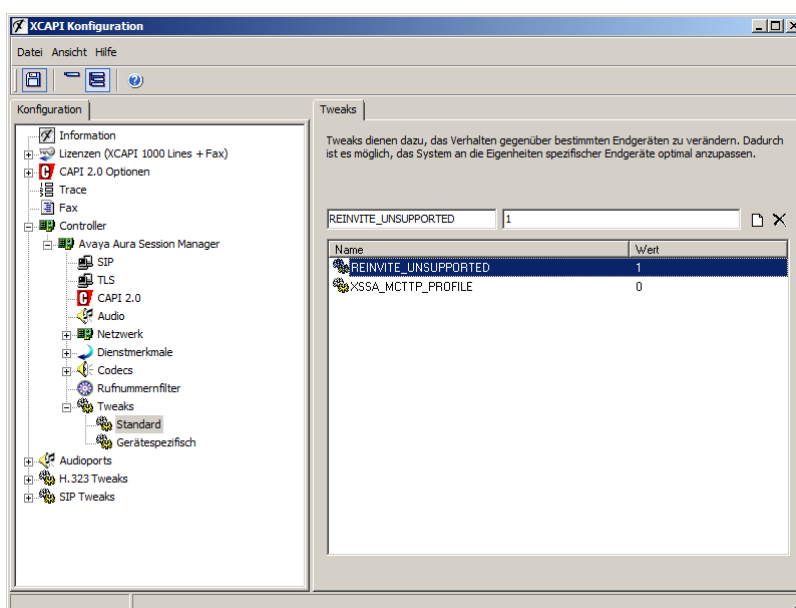 XCAPI Konfiguration
Datei Ansicht Hilfe
Konfiguration
Information
Lizenzen (XCAPI 1000 Lines + Fax)
CAPI 2.0 Optionen
Trace
Fax
Controller
Avaya Aura Session Manager
SIP
TLS
CAPI 2.0
Audio
Netzwerk
Dienstmerkmale
Codecs
Rufnummernfilter
Tweaks
Standard
Gerätespezifisch
Audioports
H.323 Tweaks
SIP Tweaks
Tweaks
Tweaks dienen dazu, das Verhalten gegenüber bestimmten Endgeräten zu verändern. Dadurch
ist es möglich, das System an die Eigenheiten spezifischer Endgeräte optimal anzupassen.
REINVITE_UNSUPPORTED 1
Name Wert
REINVITE_UNSUPPORTED 1
XSSA_MCTTP_PROFILE 0